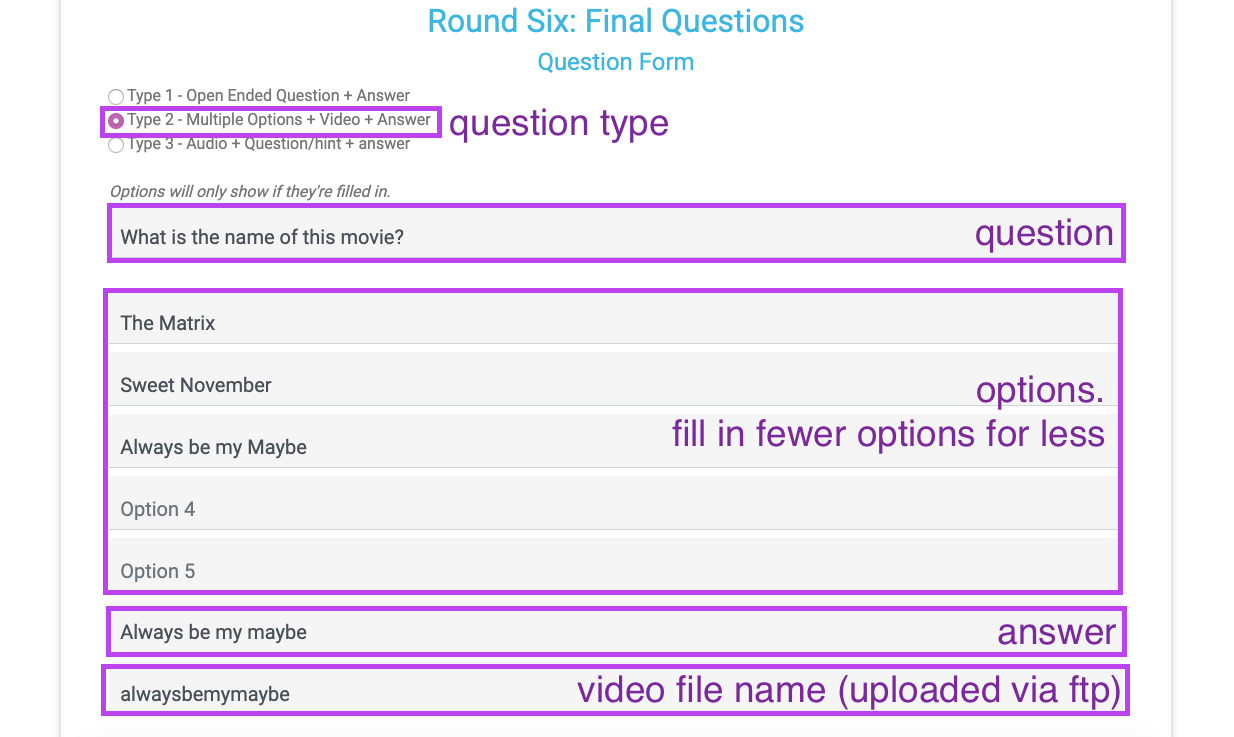 Round Six: Final Questions
Question Form
Type 1 - Open Ended Question + Answer
Type 2 - Multiple Options + Video + Answer question type
Type 3 - Audio + Question/hint + answer
Options will only show if they're filled in.
What is the name of this movie? question
The Matrix
Sweet November options.
Always be my Maybe fill in fewer options for less
Option 4
Option 5
Always be my maybe answer
alwaysbemymaybe video file name (uploaded via ftp)